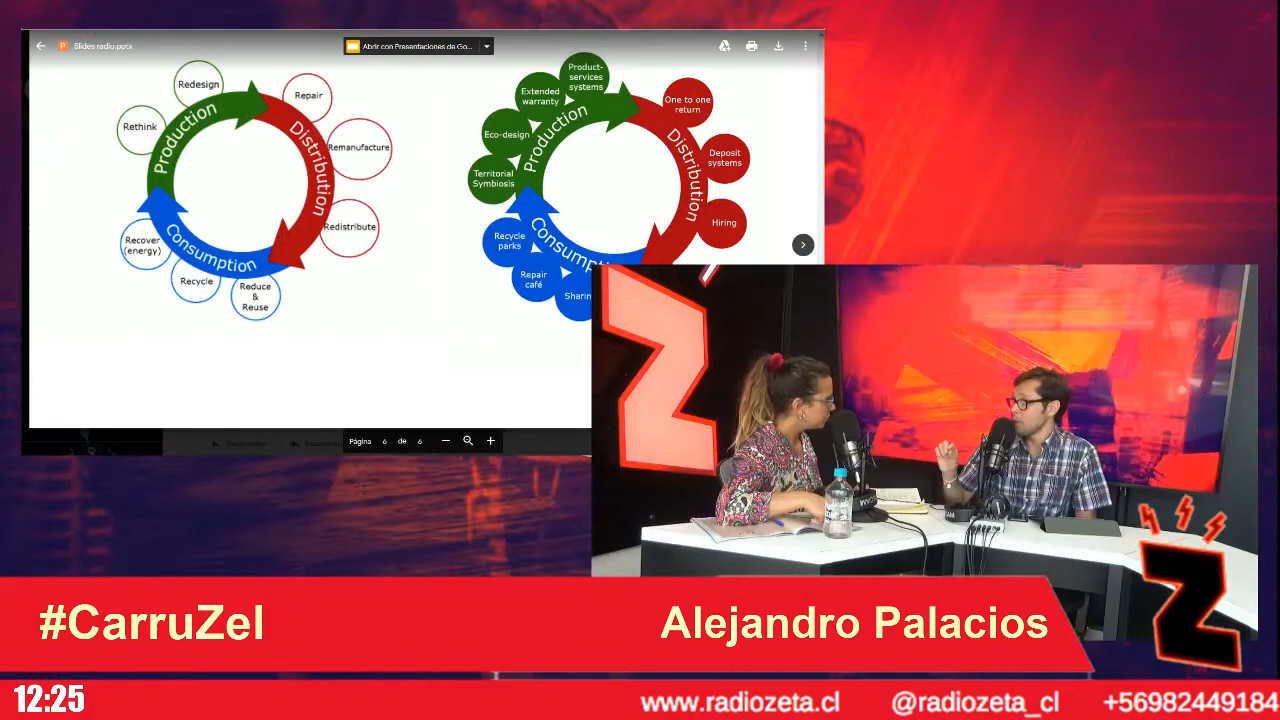 Slides radio.pptx
Abrir con Presentaciones de Go...
Redesign
Repair
Rethink
Remanufacture
Redistribute
Recover
(energy)
Recycle
Reduce
&
Reuse
Production
Distribution
Consumption
Product-
services
systems
Extended
warranty
One to one
return
Eco-design
Deposit
systems
Territorial
Symbiosis
Hiring
Recycle
parks
Repair
café
Sharin
Production
Distribution
Consump
Página 6 de 6
Z
Z
#CarruZel
Alejandro Palacios
12:25
www.radiozeta.cl
@radiozeta_cl
+56982449184